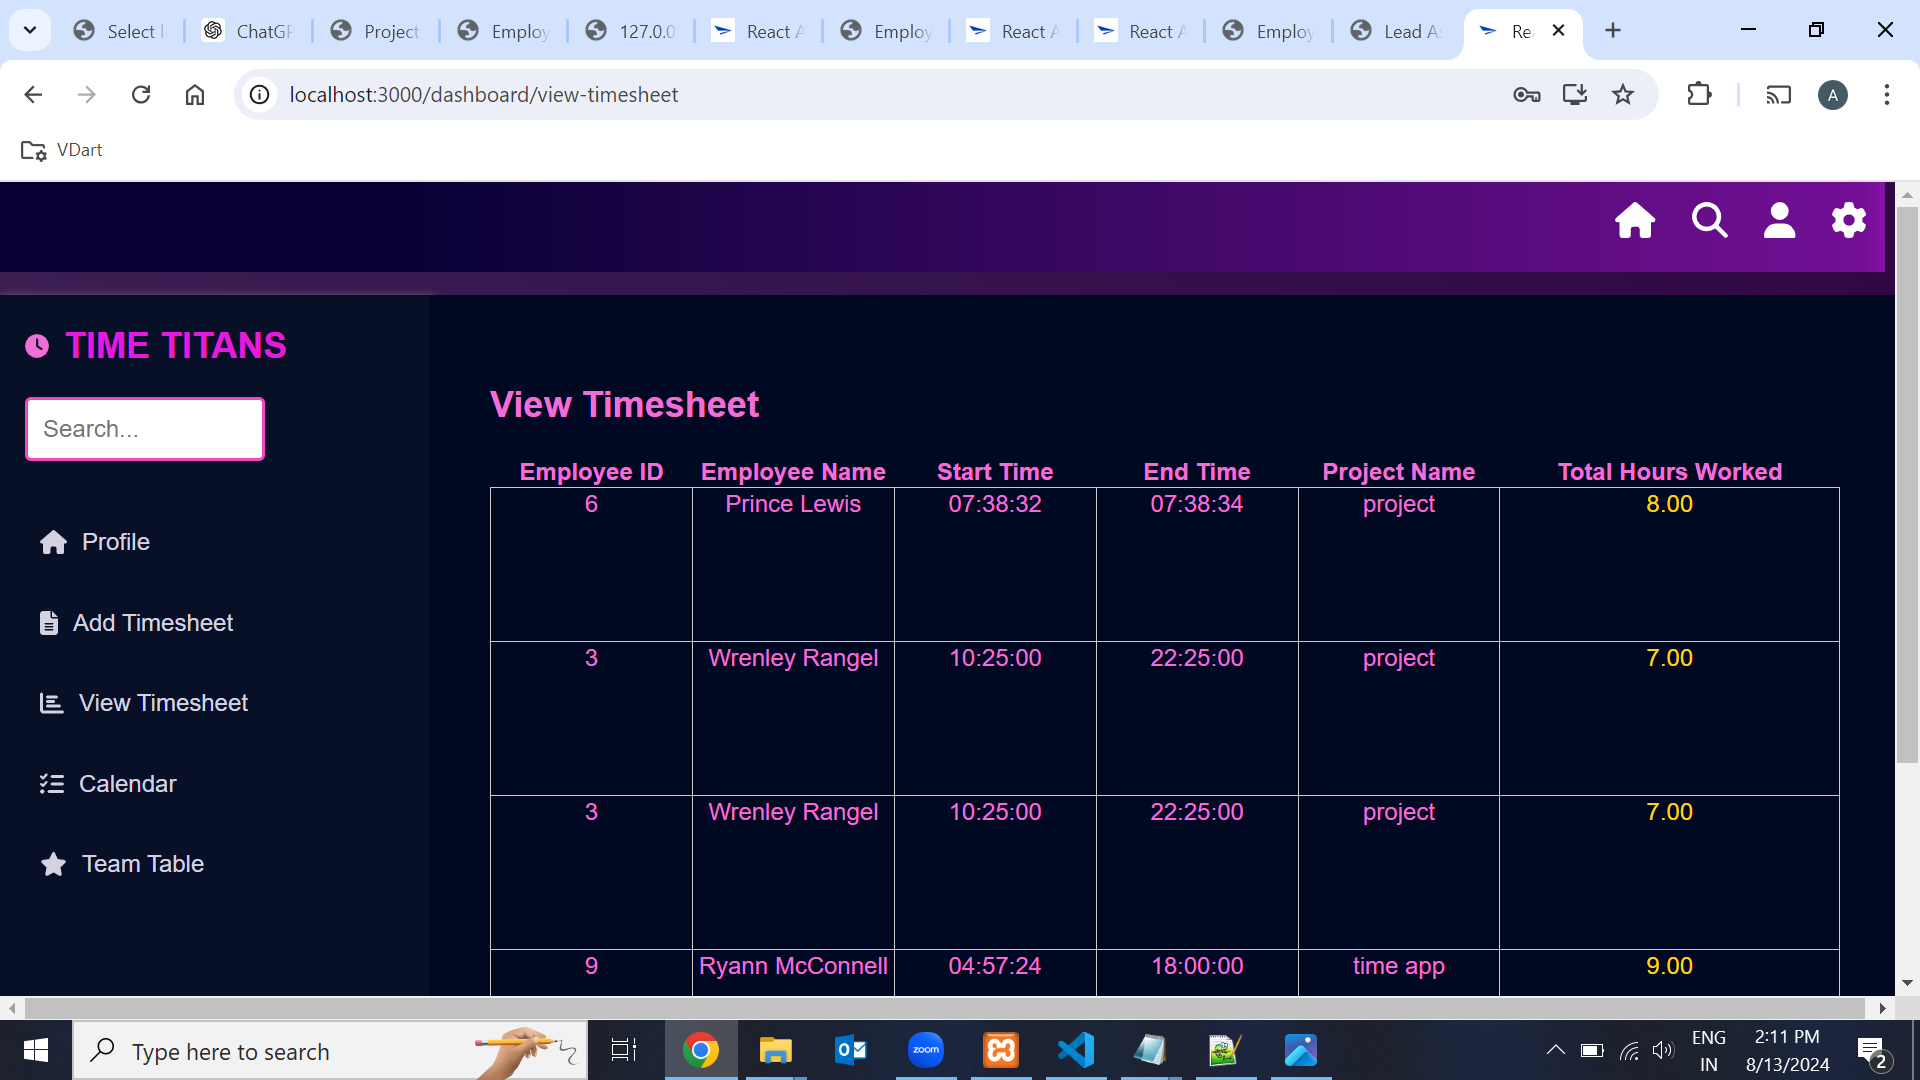 Select
ChatGP
Project
Employ
127.0.0
React A
Employ
React A
React A
Employ
Lead As
Re
localhost:3000/dashboard/view-timesheet
A
VDart
TIME TITANS
Search...
Profile
Add Timesheet
View Timesheet
Calendar
Team Table
View Timesheet
Employee ID Employee Name Start Time End Time Project Name Total Hours Worked
6 Prince Lewis 07:38:32 07:38:34 project 8.00
3 Wrenley Rangel 10:25:00 22:25:00 project 7.00
3 Wrenley Rangel 10:25:00 22:25:00 project 7.00
9 Ryann McConnell 04:57:24 18:00:00 time app 9.00
Type here to search
zoom
ENG
IN
2:11 PM
8/13/2024
2